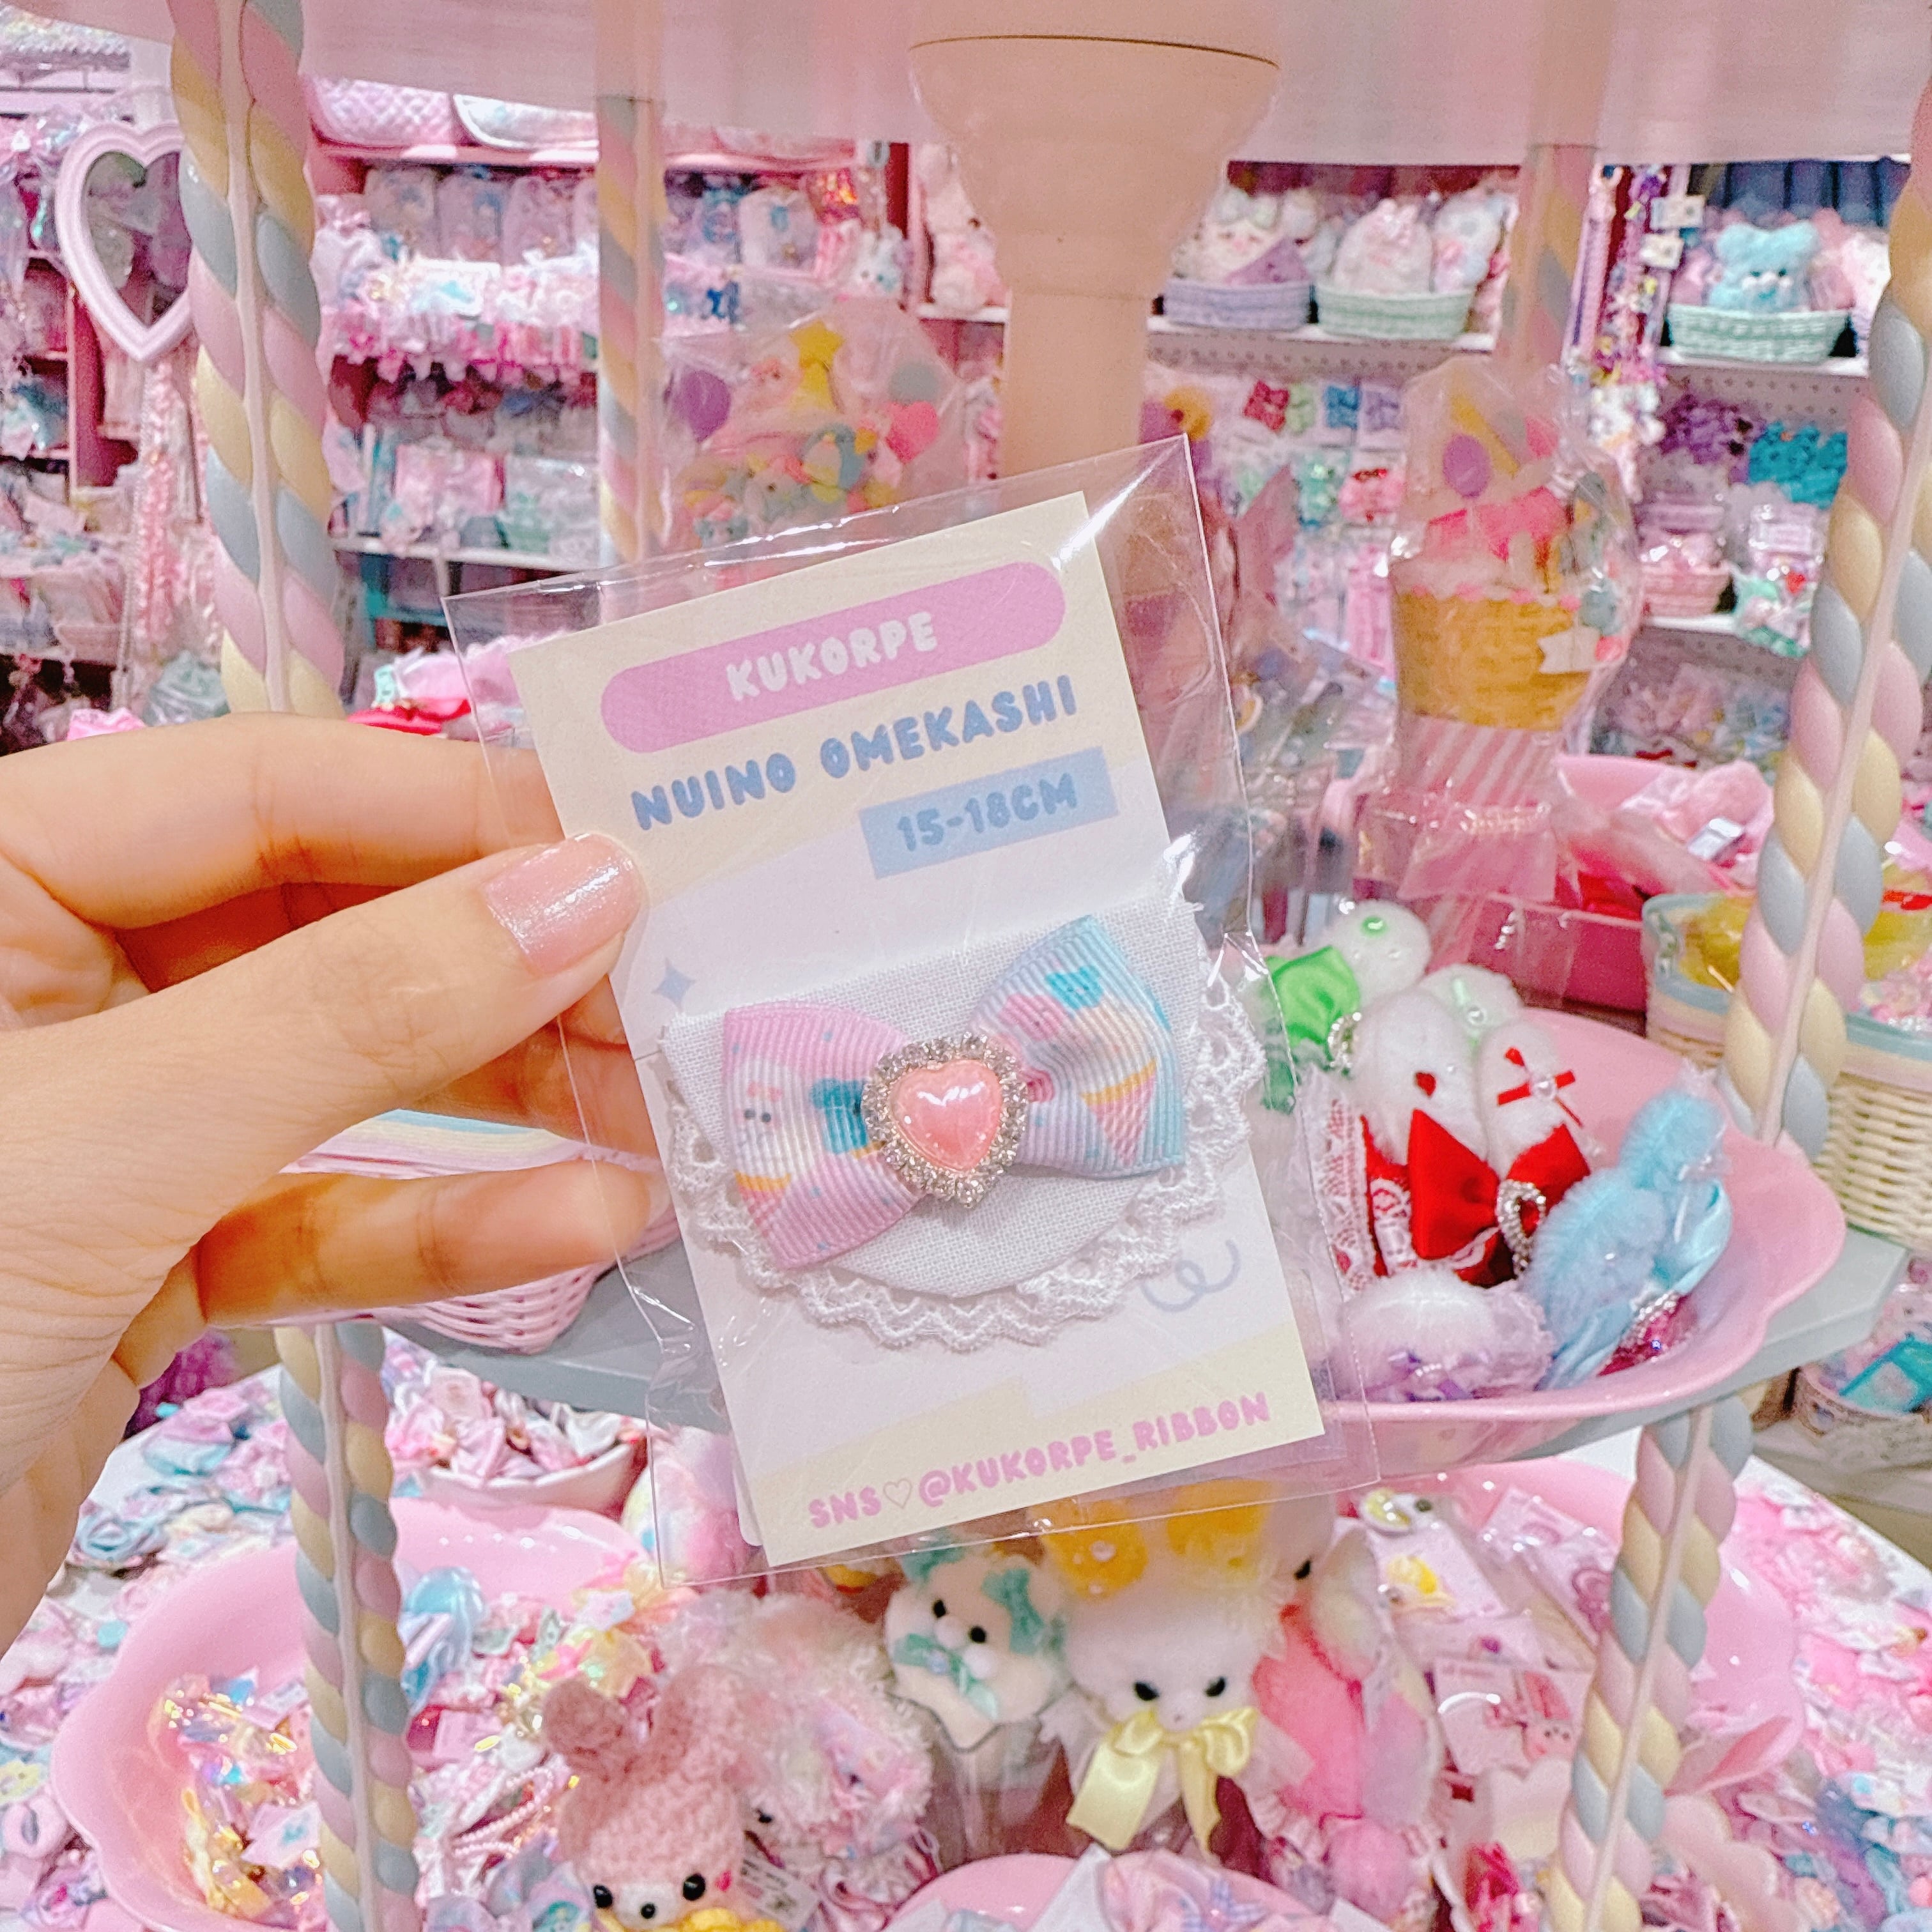 KUKORPE
NUINO OMEKASHI
15-18CM
SNS♡@KUKORPE_RIBBON